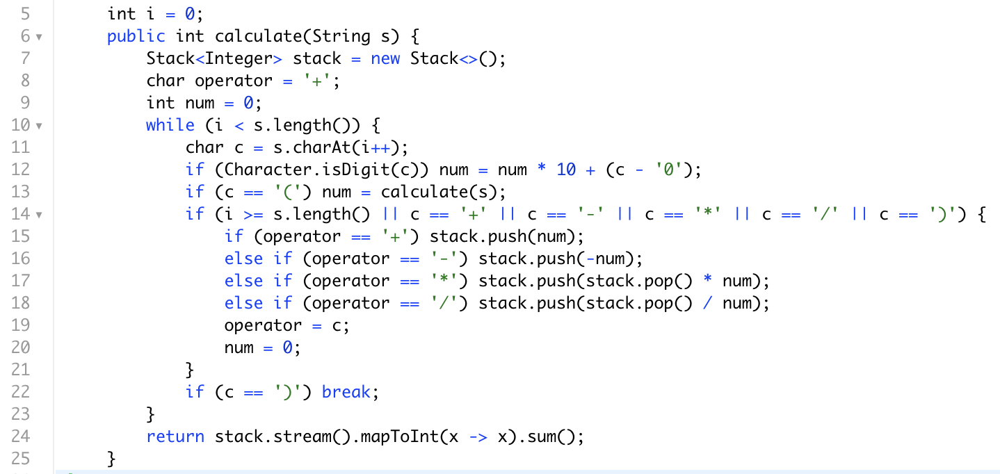 5 int i = 0;
6 public int calculate(String s) {
7 Stack<Integer> stack = new Stack<>();
8 char operator = '+';
9 int num = 0;
10 while (i < s.length()) {
11 char c = s.charAt(i++);
12 if (Character.isDigit(c)) num = num * 10 + (c - '0');
13 if (c == '(') num = calculate(s);
14 if (i >= s.length() || c == '+' || c == '-' || c == '*' || c == '/' || c == ')') {
15 if (operator == '+') stack.push(num);
16 else if (operator == '-') stack.push(-num);
17 else if (operator == '*') stack.push(stack.pop() * num);
18 else if (operator == '/') stack.push(stack.pop() / num);
19 operator = c;
20 num = 0;
21 }
22 if (c == ')') break;
23 }
24 return stack.stream().mapToInt(x -> x).sum();
25 }